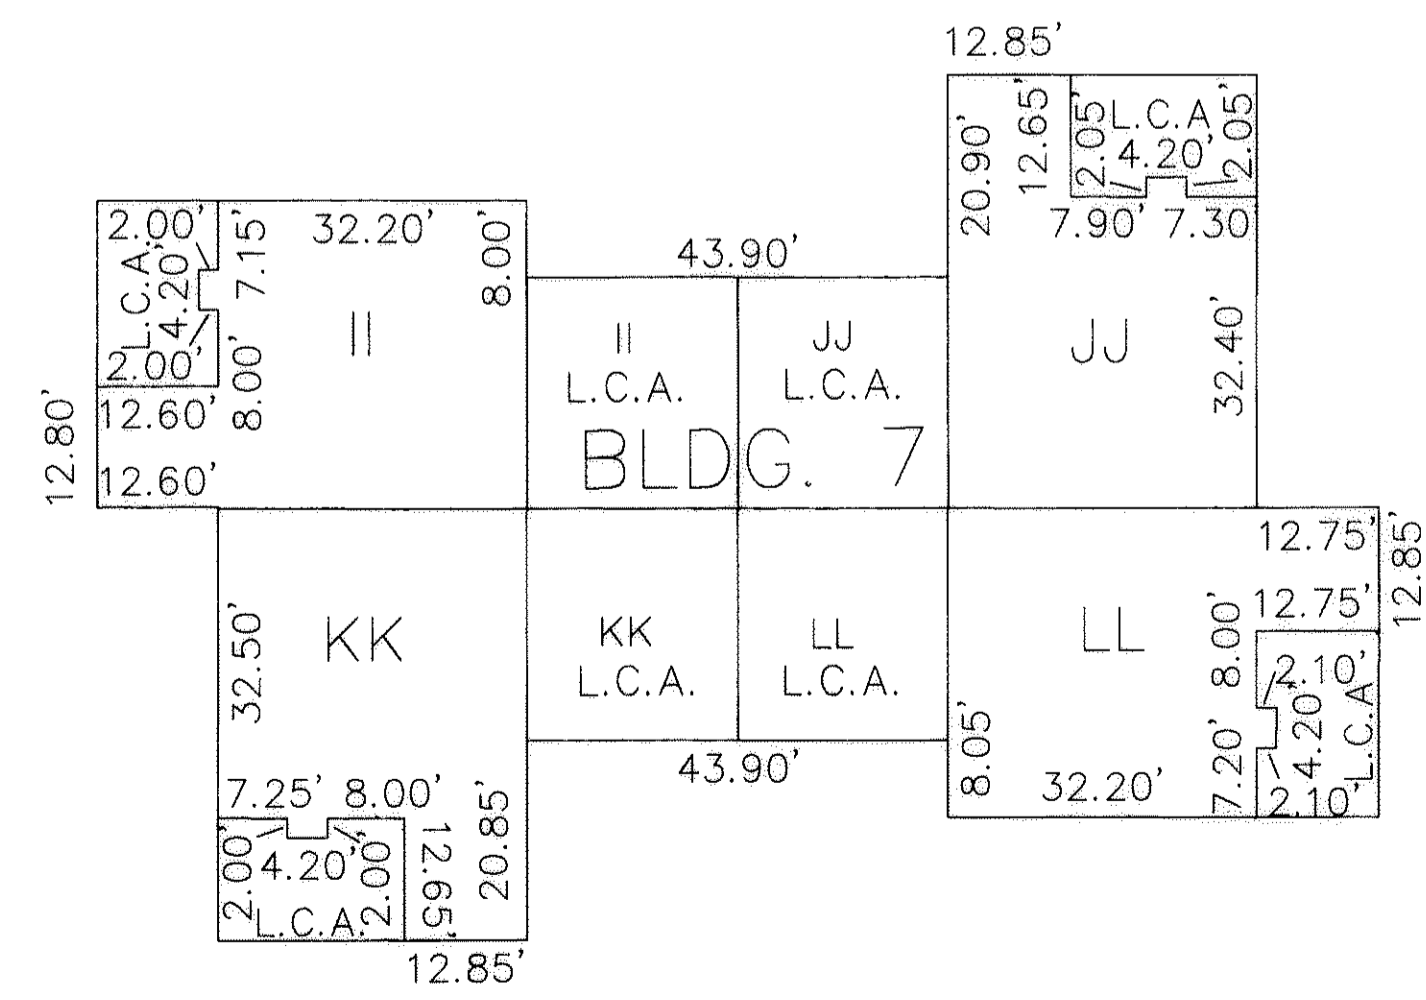 12.85'
20.90'
12.65'
2.05'
L.C.A
4.20'
2.05'
7.90' 7.30
2.00'
L.C.A.
4.20'
2.00'
7.15'
32.20'
8.00'
II
8.00'
12.80'
12.60'
12.60'
43.90'
II
L.C.A.
JJ
L.C.A.
BLDG. 7
JJ
32.40'
KK
32.50'
KK
L.C.A.
LL
L.C.A.
43.90'
LL
12.75'
12.85'
12.75'
8.00'
2.10'
4.20'
L.C.A
7.20'
2.10'
8.05'
32.20'
7.25' 8.00'
2.00'
4.20'
2.00'
L.C.A.
12.65'
20.85'
12.85'